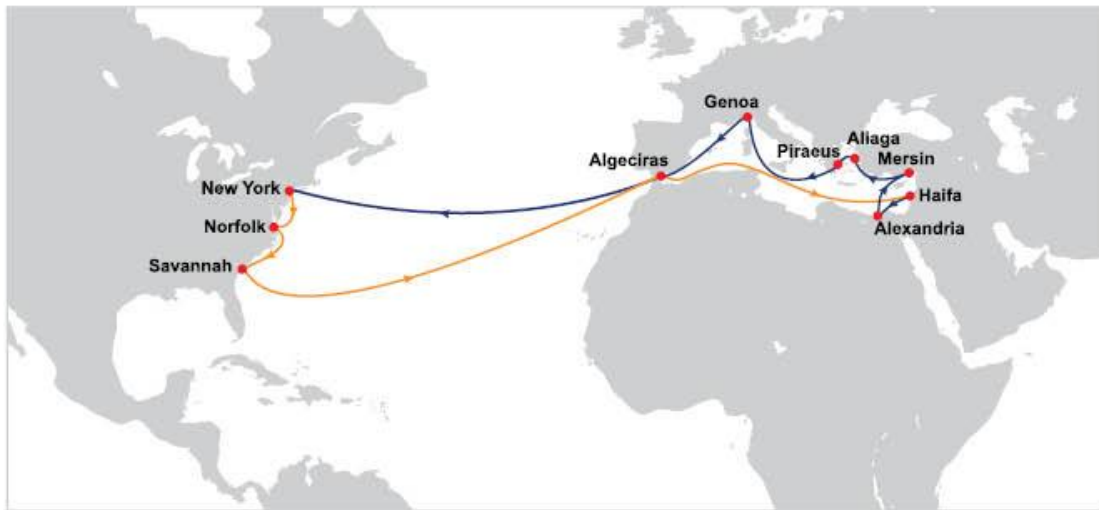 Genoa
Aliaga
Piraeus
Mersin
Algeciras
New York
Haifa
Norfolk
Alexandria
Savannah